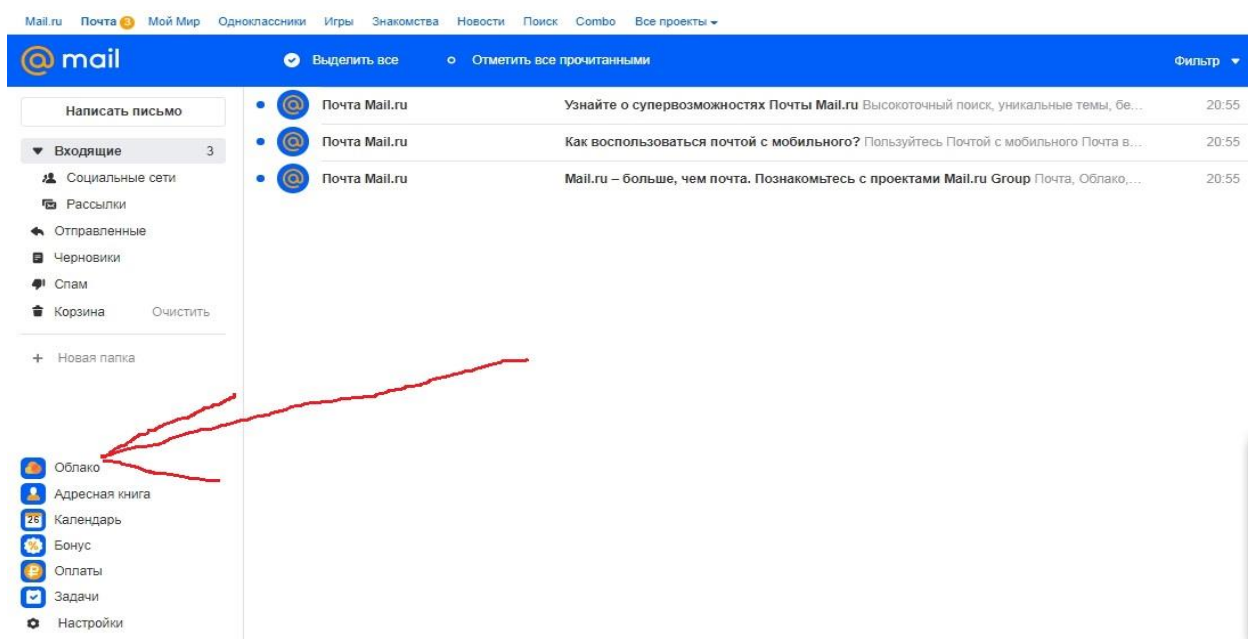 Mail.ru Почта 3 Мой Мир Одноклассники Игры Знакомства Новости Поиск Combo Все проекты
@ mail Выделить все Отметить все прочитанными Фильтр
Написать письмо
Входящие 3
Социальные сети
Рассылки
Отправленные
Черновики
Спам
Корзина Очистить
+ Новая папка
Облако
Адресная книга
26 Календарь
% Бонус
₽ Оплаты
Задачи
Настройки
@ Почта Mail.ru Узнайте о супервозможностях Почты Mail.ru Высокоточный поиск, уникальные темы, бе... 20:55
@ Почта Mail.ru Как воспользоваться почтой с мобильного? Пользуйтесь Почтой с мобильного Почта в... 20:55
@ Почта Mail.ru Mail.ru – больше, чем почта. Познакомьтесь с проектами Mail.ru Group Почта, Облако,... 20:55